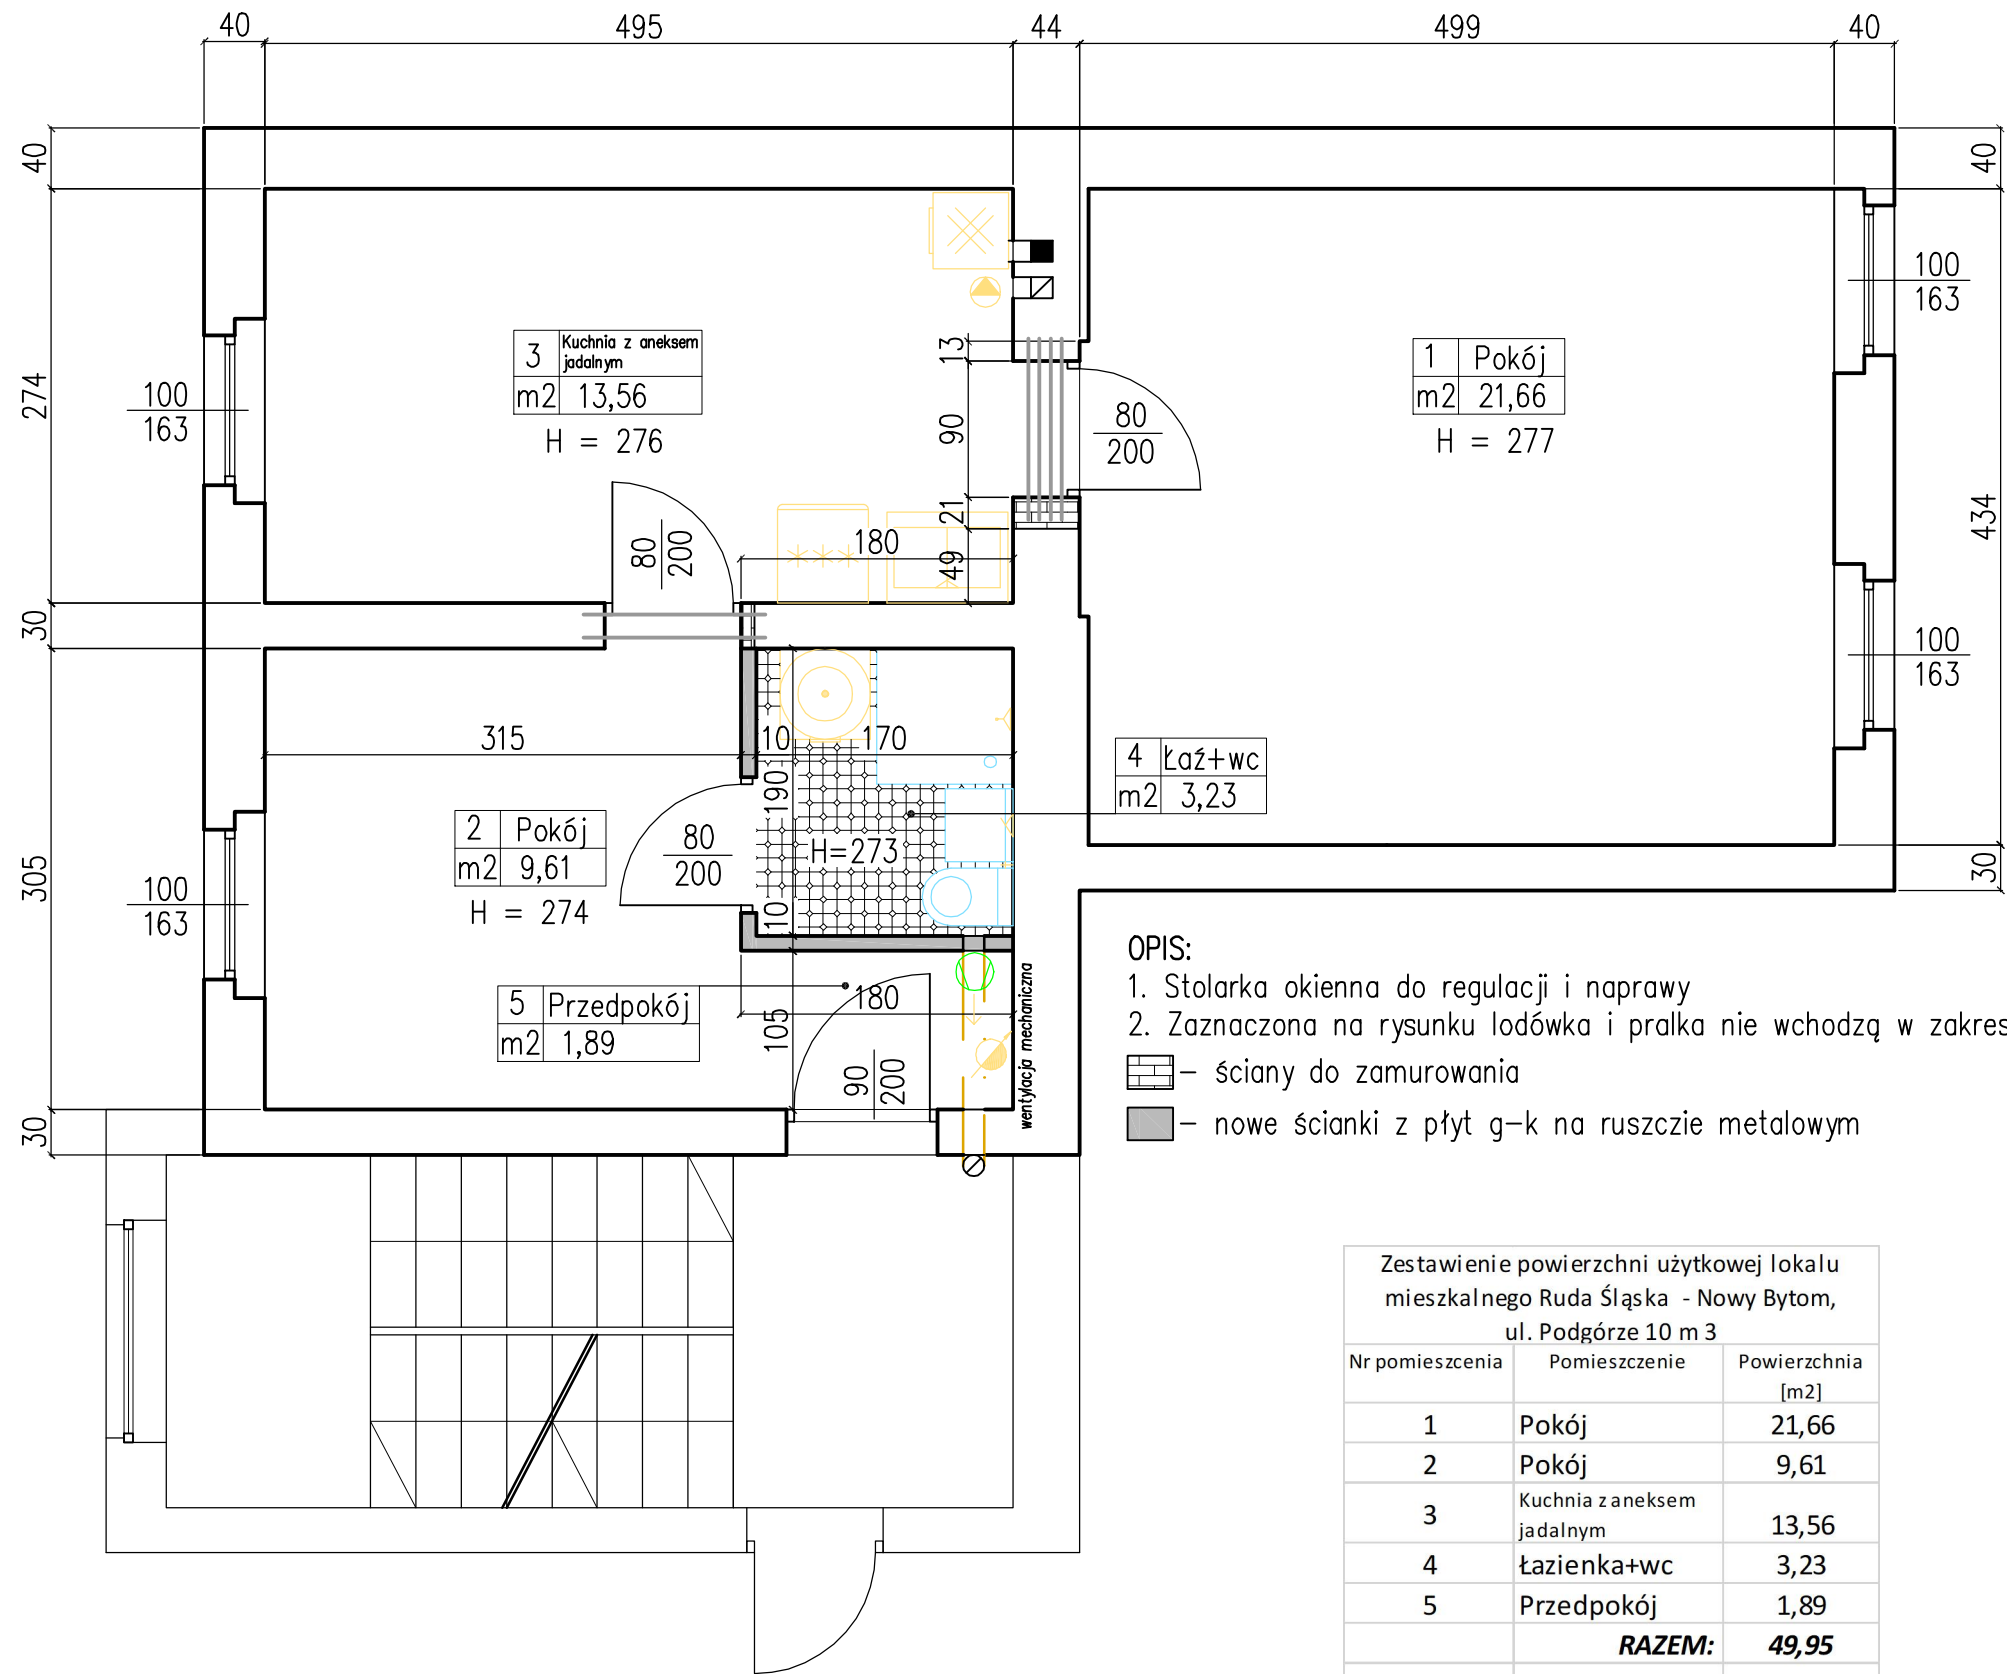 40
495
44
499
40
40
274
30
305
30
40
434
30
3
Kuchnia z aneksem
jadalnym
m2
13,56
H = 276
100
163
80
200
13
90
21
49
180
80
200
1
Pokój
m2
21,66
H = 277
100
163
100
163
315
10
170
190
10
105
2
Pokój
m2
9,61
H = 274
100
163
80
200
H=273
4
Łaź+wc
m2
3,23
5
Przedpokój
m2
1,89
180
90
200
wentylacja mechaniczna
OPIS:
1. Stolarka okienna do regulacji i naprawy
2. Zaznaczona na rysunku lodówka i pralka nie wchodzą w zakres
– ściany do zamurowania
– nowe ścianki z płyt g–k na ruszczie metalowym
Zestawienie powierzchni użytkowej lokalu
mieszkalnego Ruda Śląska - Nowy Bytom,
ul. Podgórze 10 m 3
Nr pomieszcenia Pomieszczenie Powierzchnia
[m2]
1 Pokój 21,66
2 Pokój 9,61
3 Kuchnia z aneksem
jadalnym 13,56
4 Łazienka+wc 3,23
5 Przedpokój 1,89
RAZEM: 49,95